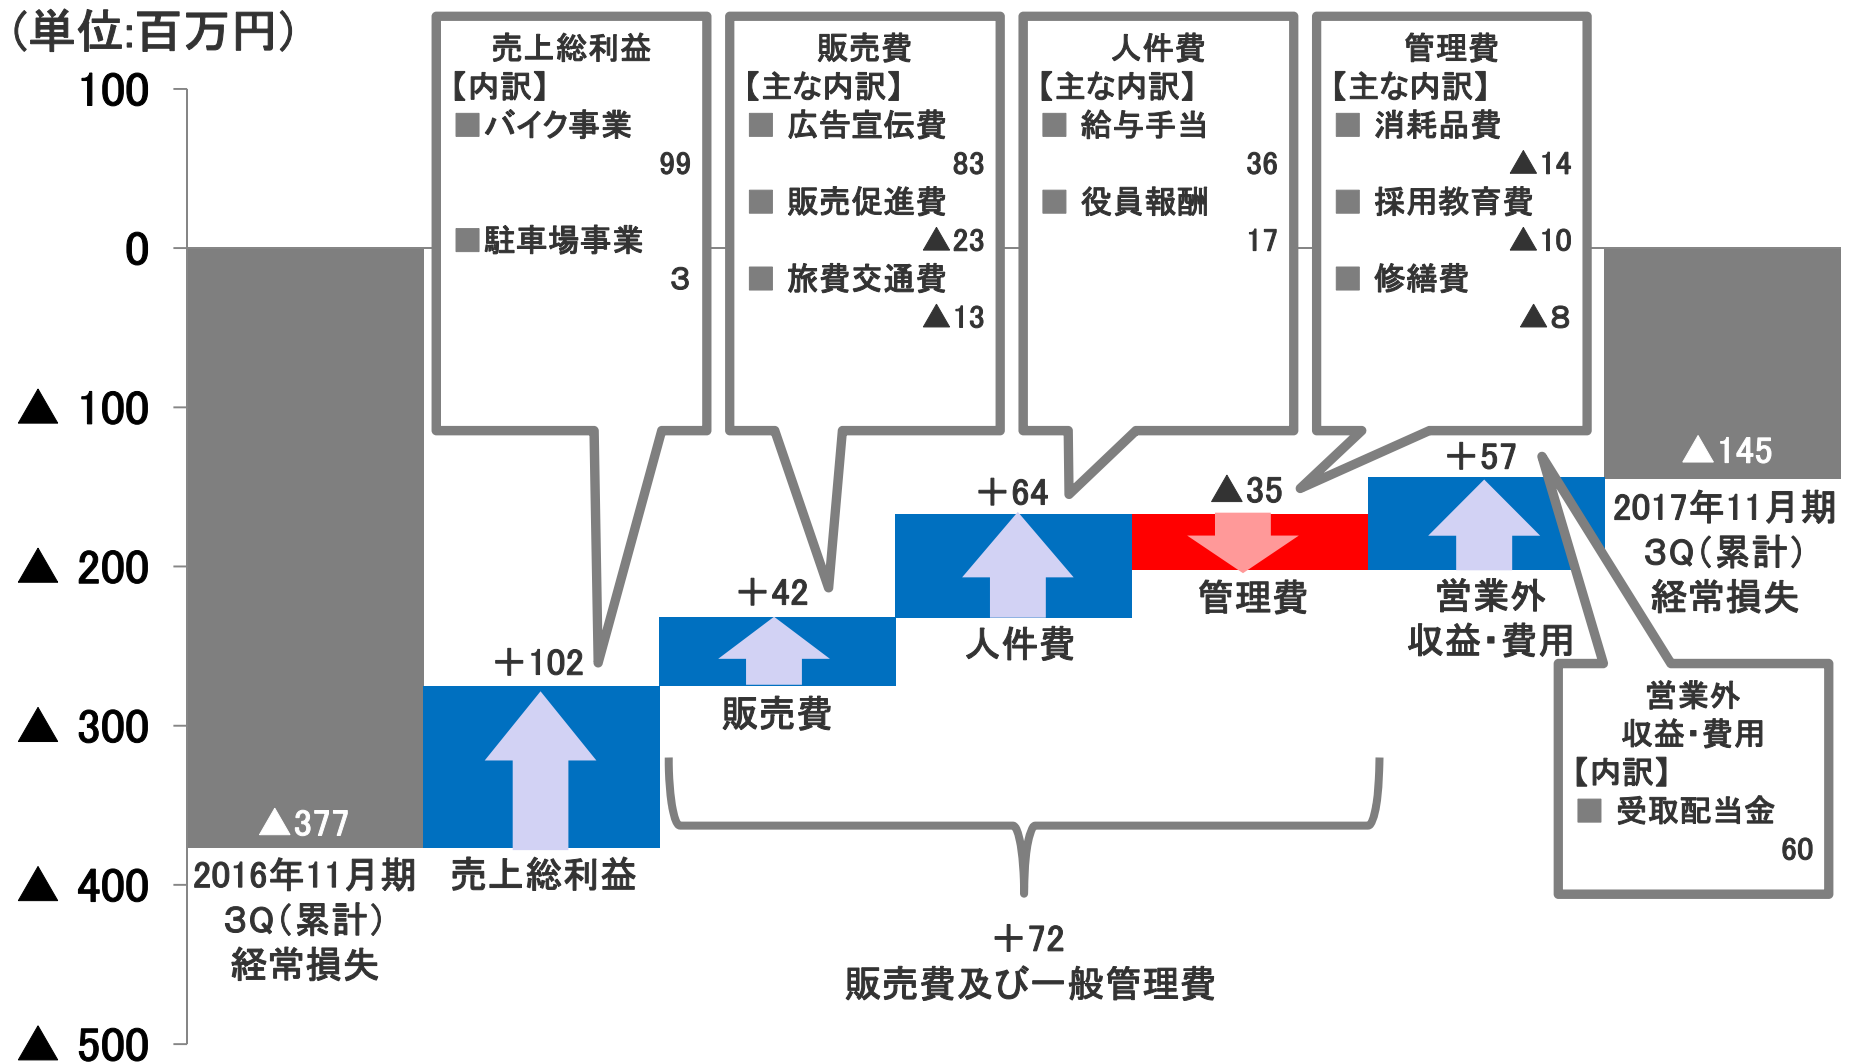 （単位:百万円）
100
0
▲ 100
▲ 200
▲ 300
▲ 400
▲ 500
売上総利益
【内訳】
■バイク事業
99
■駐車場事業
3
販売費
【主な内訳】
■ 広告宣伝費
83
■ 販売促進費
▲23
■ 旅費交通費
▲13
人件費
【主な内訳】
■ 給与手当
36
■ 役員報酬
17
管理費
【主な内訳】
■ 消耗品費
▲14
■ 採用教育費
▲10
■ 修繕費
▲8
▲377
2016年11月期
3Q（累計）
経常損失
＋102
売上総利益
＋42
販売費
＋64
人件費
▲35
管理費
＋57
営業外
収益・費用
▲145
2017年11月期
3Q（累計）
経常損失
営業外
収益・費用
【内訳】
■ 受取配当金
60
＋72
販売費及び一般管理費